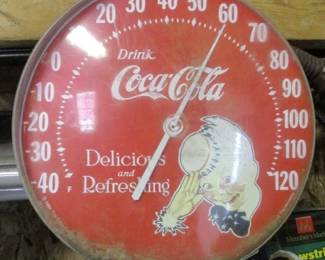 20 30 40 50 60
10 70
0 80
-10 90
-20 100
-30 110
-40 F 120
Drink
Coca-Cola
Delicious
and
Refreshing